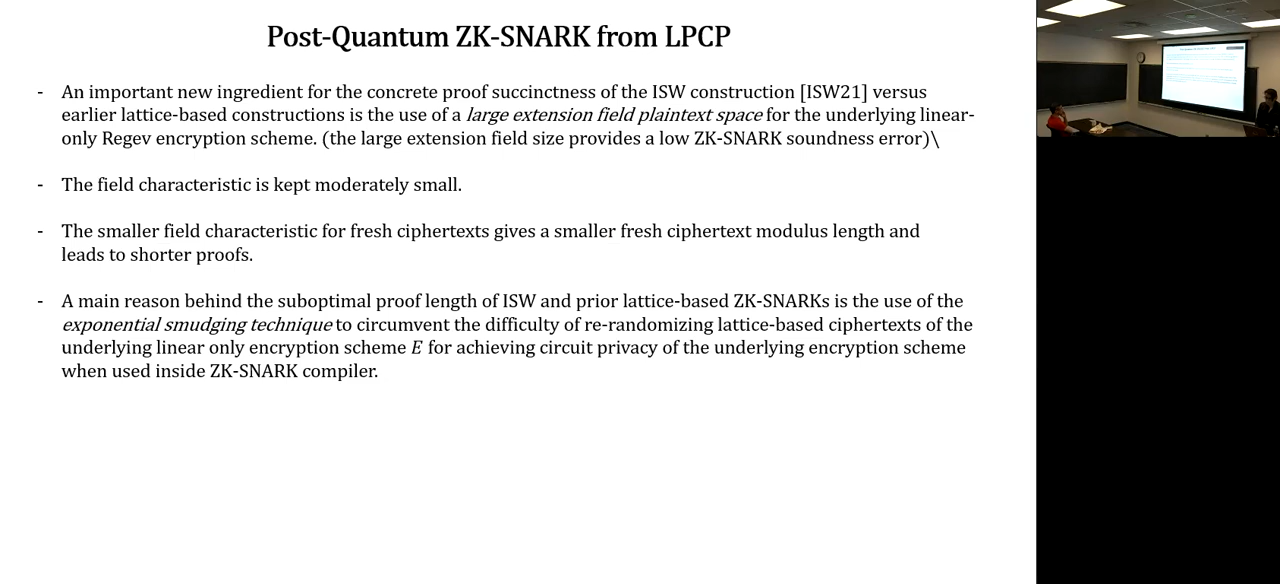 Post-Quantum ZK-SNARK from LPCP
- An important new ingredient for the concrete proof succinctness of the ISW construction [ISW21] versus
earlier lattice-based constructions is the use of a large extension field plaintext space for the underlying linear-
only Regev encryption scheme. (the large extension field size provides a low ZK-SNARK soundness error)\
- The field characteristic is kept moderately small.
- The smaller field characteristic for fresh ciphertexts gives a smaller fresh ciphertext modulus length and
leads to shorter proofs.
- A main reason behind the suboptimal proof length of ISW and prior lattice-based ZK-SNARKs is the use of the
exponential smudging technique to circumvent the difficulty of re-randomizing lattice-based ciphertexts of the
underlying linear only encryption scheme E for achieving circuit privacy of the underlying encryption scheme
when used inside ZK-SNARK compiler.